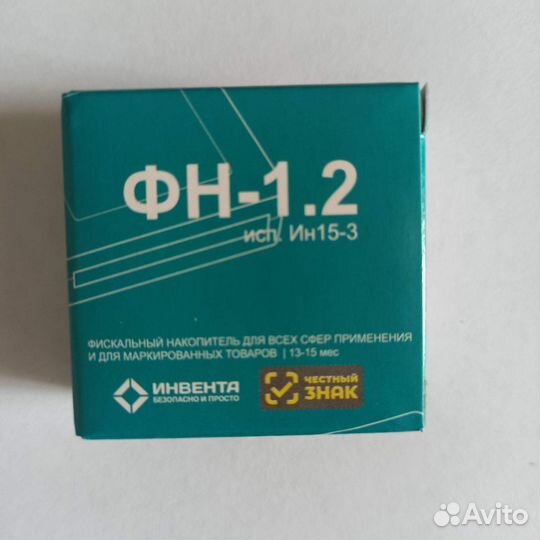 ФН-1.2
исп. Ин15-3
ФИСКАЛЬНЫЙ НАКОПИТЕЛЬ ДЛЯ ВСЕХ СФЕР ПРИМЕНЕНИЯ
И ДЛЯ МАРКИРОВАННЫХ ТОВАРОВ | 13-15 мес
ИНВЕНТА
БЕЗОПАСНО И ПРОСТО
ЧЕСТНЫЙ
ЗНАК
Avito